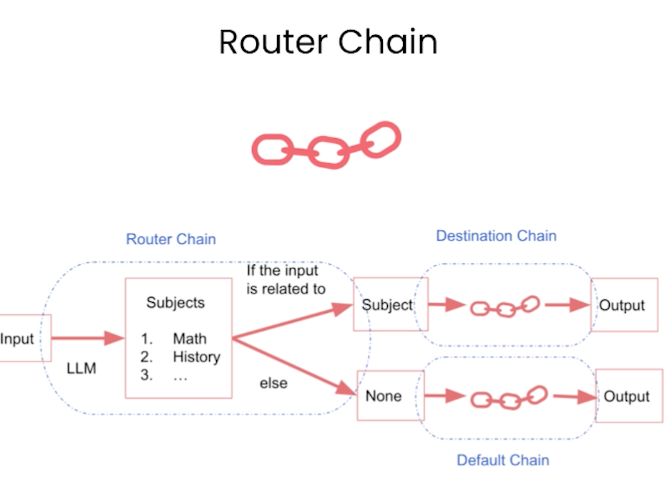 Router Chain
Router Chain
Destination Chain
If the input
is related to
Subjects
1. Math
2. History
3. ...
Input
LLM
else
Subject
Output
None
Output
Default Chain